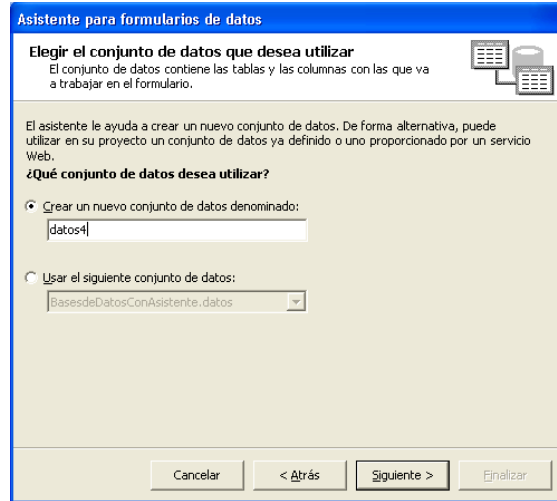 Asistente para formularios de datos
Elegir el conjunto de datos que desea utilizar
El conjunto de datos contiene las tablas y las columnas con las que va
a trabajar en el formulario.
El asistente le ayuda a crear un nuevo conjunto de datos. De forma alternativa, puede
utilizar en su proyecto un conjunto de datos ya definido o uno proporcionado por un servicio
Web.
¿Qué conjunto de datos desea utilizar?
Crear un nuevo conjunto de datos denominado:
datos4
Usar el siguiente conjunto de datos:
BasesdeDatosConAsistente.datos
Cancelar
< Atrás
Siguiente >
Finalizar